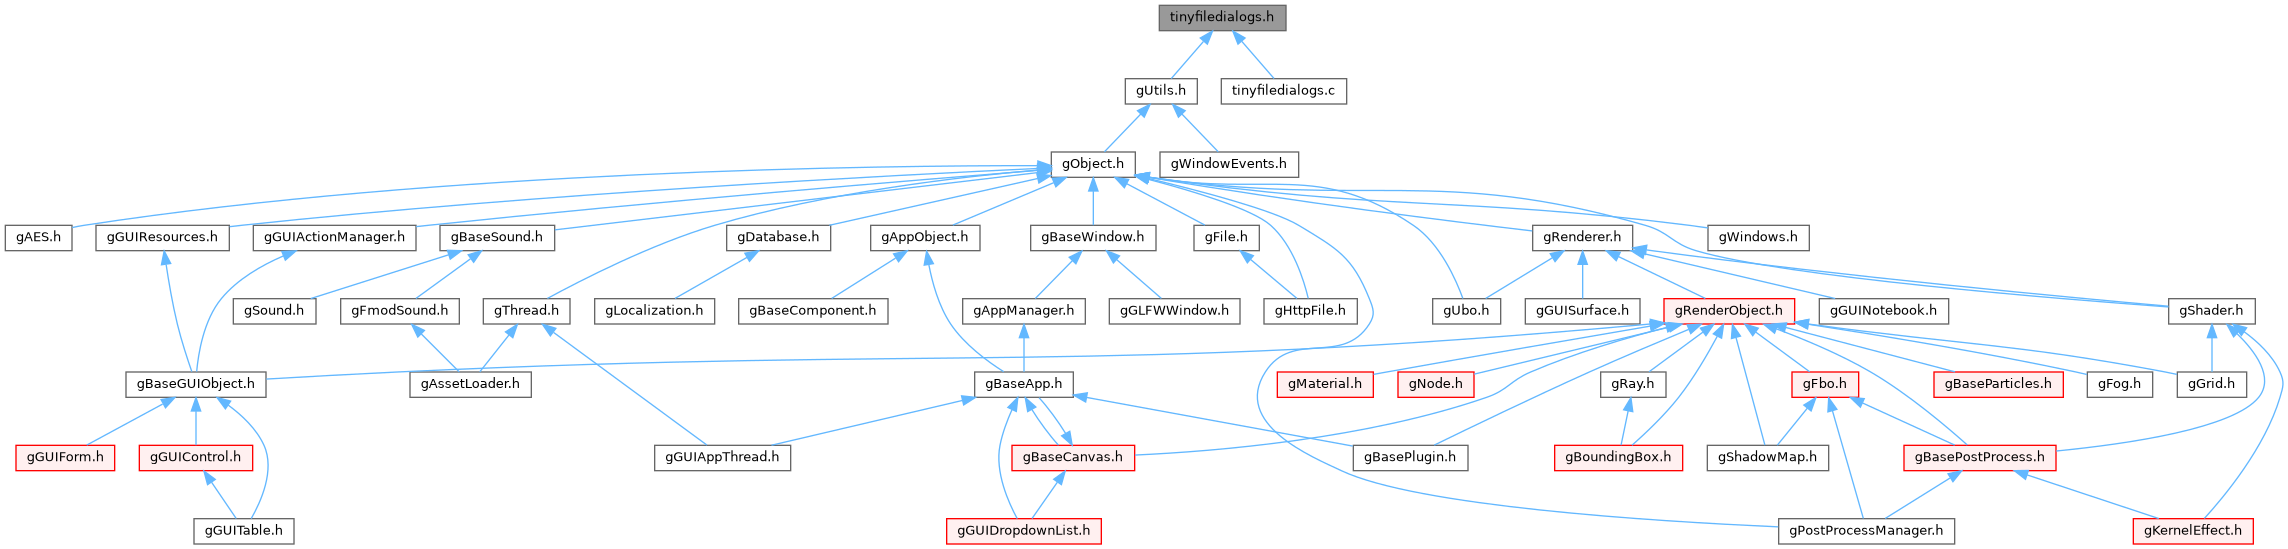 tinyfiledialogs.h
gUtils.h
tinyfiledialogs.c
gObject.h
gWindowEvents.h
gAES.h
gGUIResources.h
gGUIActionManager.h
gBaseSound.h
gDatabase.h
gAppObject.h
gBaseWindow.h
gFile.h
gRenderer.h
gWindows.h
gSound.h
gFmodSound.h
gThread.h
gLocalization.h
gBaseComponent.h
gAppManager.h
gGLFWWindow.h
gHttpFile.h
gUbo.h
gGUISurface.h
gRenderObject.h
gGUINotebook.h
gShader.h
gBaseGUIObject.h
gAssetLoader.h
gBaseApp.h
gMaterial.h
gNode.h
gRay.h
gFbo.h
gBaseParticles.h
gFog.h
gGrid.h
gGUIForm.h
gGUIControl.h
gGUIAppThread.h
gBaseCanvas.h
gBasePlugin.h
gBoundingBox.h
gShadowMap.h
gBasePostProcess.h
gGUITable.h
gGUIDropdownList.h
gPostProcessManager.h
gKernelEffect.h